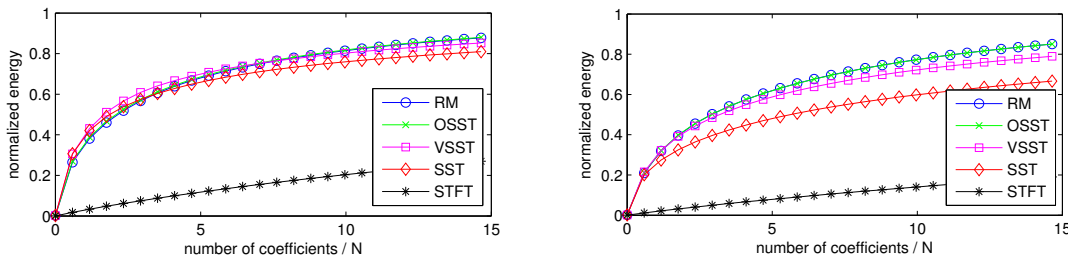 normalized energy
1
0.8
0.6
0.4
0.2
0
0
5
10
15
number of coefficients / N
RM
OSST
VSST
SST
STFT
normalized energy
1
0.8
0.6
0.4
0.2
0
0
5
10
15
number of coefficients / N
RM
OSST
VSST
SST
STFT